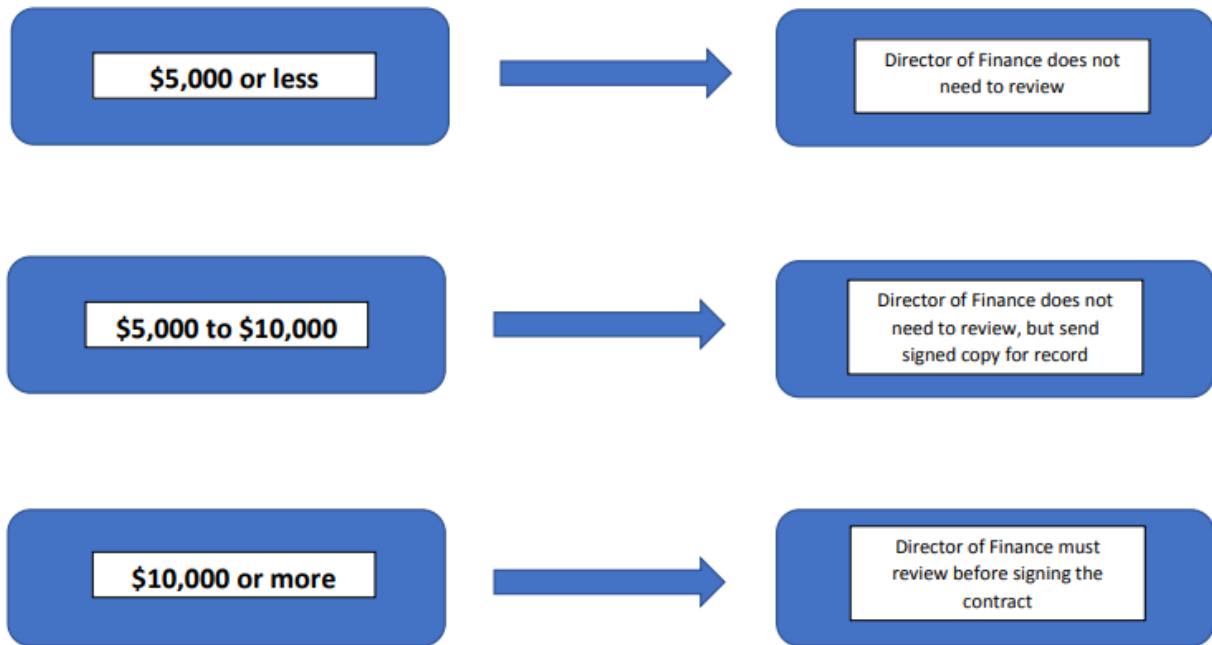 $5,000 or less
Director of Finance does not
need to review
$5,000 to $10,000
Director of Finance does not
need to review, but send
signed copy for record
$10,000 or more
Director of Finance must
review before signing the
contract